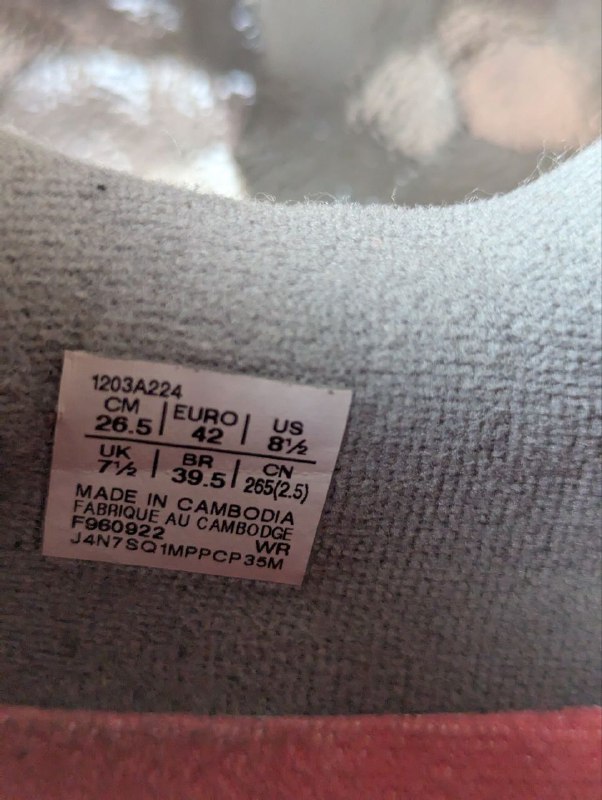 1203A224
CM 26.5 | EURO 42 | US 8½
UK 7½ | BR 39.5 | CN 265(2.5)
MADE IN CAMBODIA
FABRIQUE AU CAMBODGE
F960922 WR
J4N7SQ1MPPCP35M